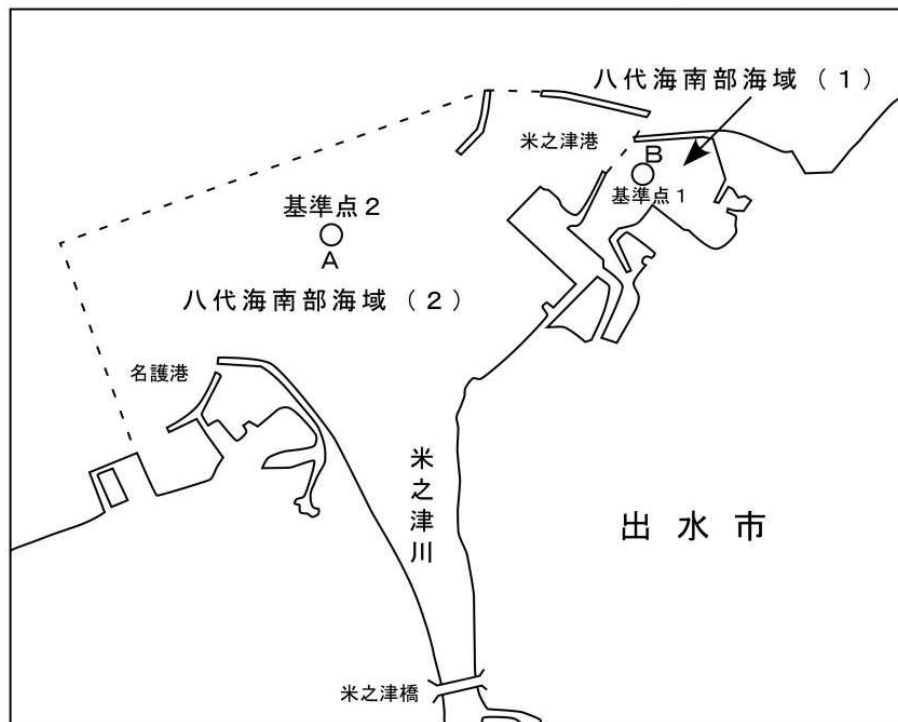 八代海南部海域（１）
米之津港
B
基準点１
基準点２
A
八代海南部海域（２）
名護港
米之津川
出水市
米之津橋